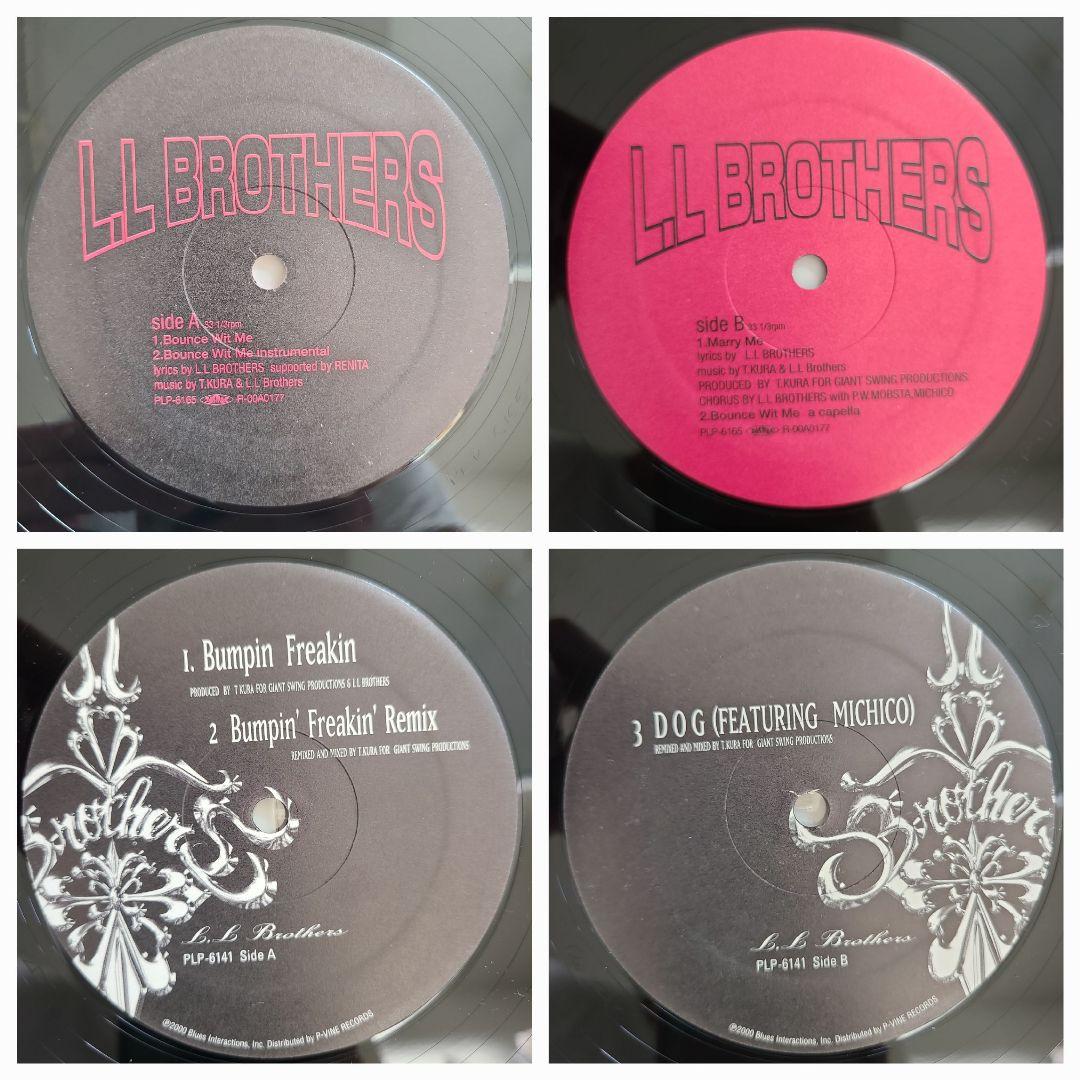 L.L BROTHERS
side A 33 1/3rpm
1.Bounce Wit Me
2.Bounce Wit Me Instrumental
lyrics by L.L BROTHERS supported by RENITA
music by T.KURA & L.L Brothers
PLP-6165 R-00A0177
L.L BROTHERS
side B 33 1/3rpm
1.Marry Me
lyrics by L.L BROTHERS
music by T.KURA & L.L Brothers
PRODUCED BY T.KURA FOR GIANT SWING PRODUCTIONS.
CHORUS BY L.L BROTHERS with P.W.MOBSTA,MICHICO
2.Bounce Wit Me a capella
PLP-6165 R-00A0177
1. Bumpin Freakin
PRODUCED BY T.KURA FOR GIANT SWING PRODUCTIONS & L.L BROTHERS
2 Bumpin' Freakin' Remix
REMIXED AND MIXED BY T.KURA FOR GIANT SWING PRODUCTIONS
Brothers
L.L Brothers
PLP-6141 Side A
℗2000 Blues Interactions, Inc. Distributed by P-VINE RECORDS
3 D O G (FEATURING MICHICO)
REMIXED AND MIXED BY T.KURA FOR GIANT SWING PRODUCTIONS
Brothers
L.L Brothers
PLP-6141 Side B
℗2000 Blues Interactions, Inc. Distributed by P-VINE RECORDS